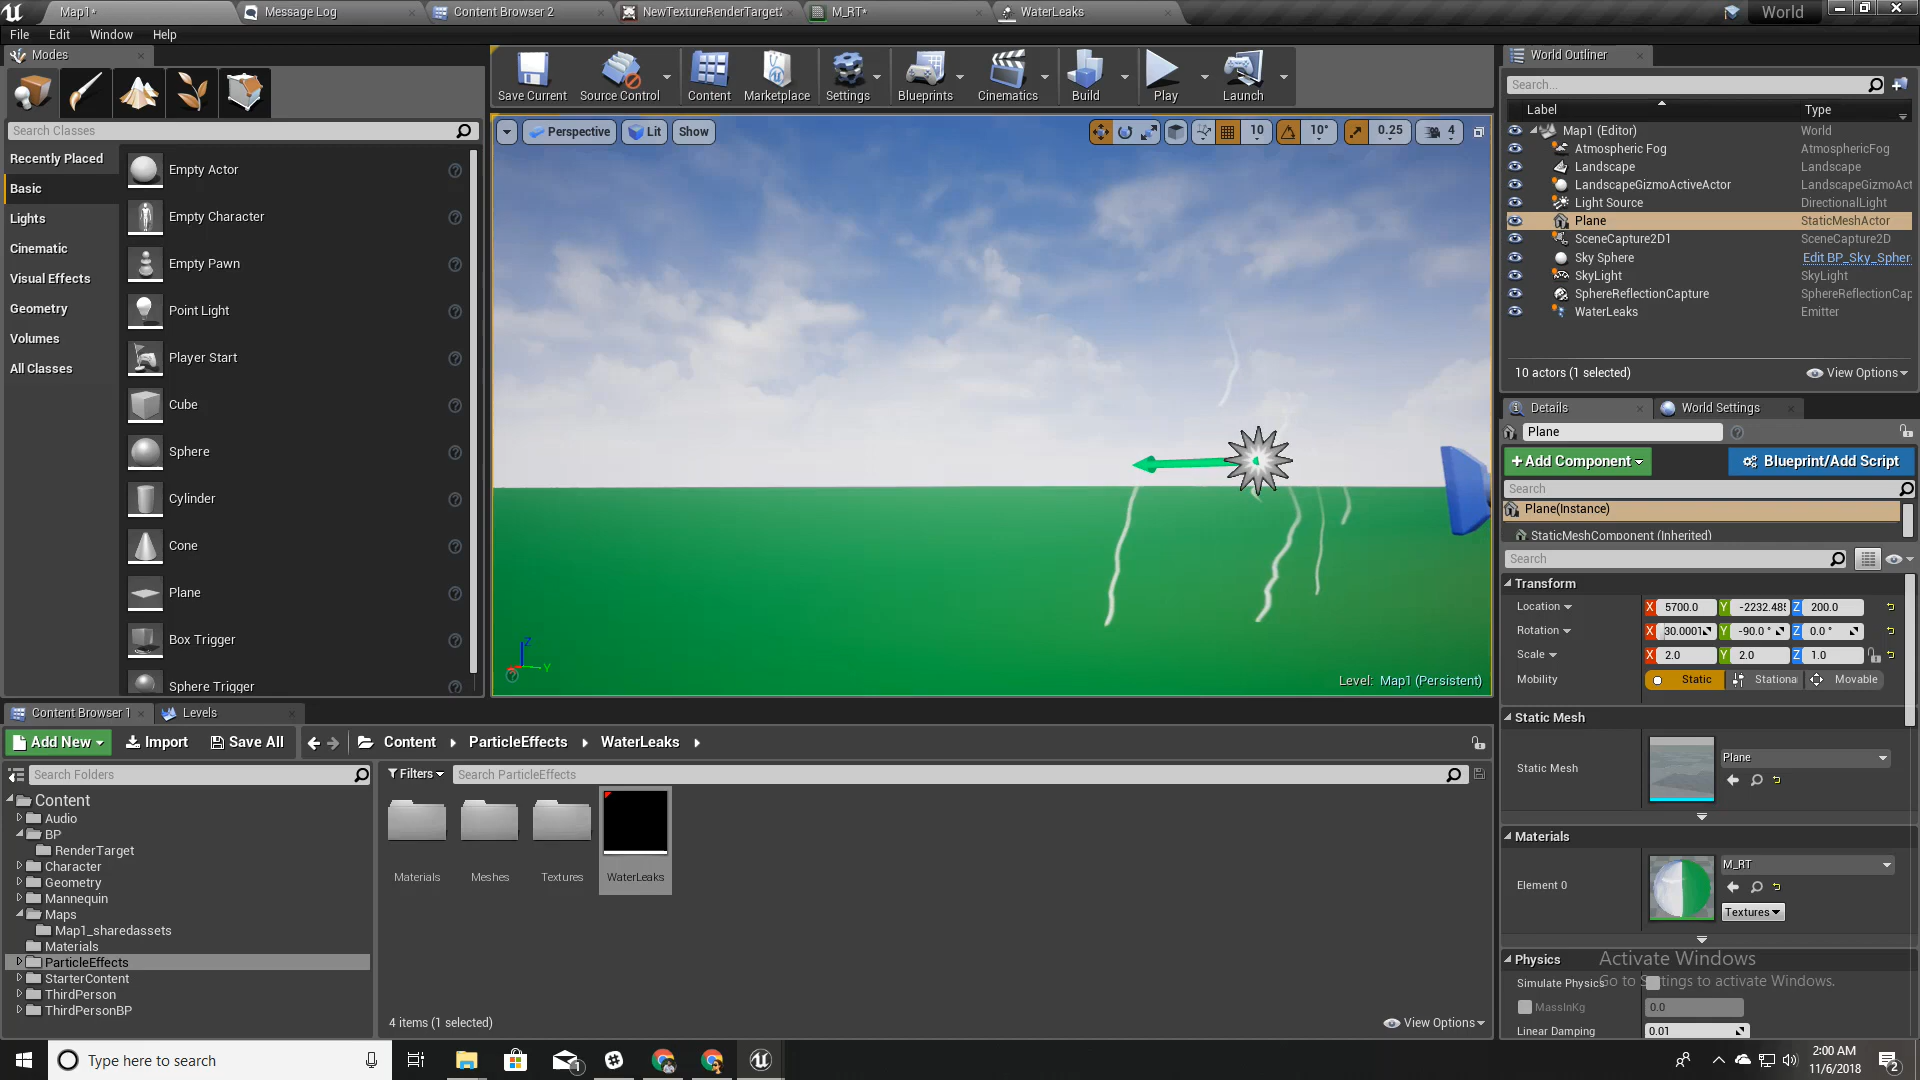 Map1*
Message Log
Content Browser 2
NewTextureRenderTarget2
M_RT*
WaterLeaks
World
File Edit Window Help
Modes
Save Current
Source Control
Content
Marketplace
Settings
Blueprints
Cinematics
Build
Play
Launch
Search Classes
Recently Placed
Basic
Lights
Cinematic
Visual Effects
Geometry
Volumes
All Classes
Empty Actor
Empty Character
Empty Pawn
Point Light
Player Start
Cube
Sphere
Cylinder
Cone
Plane
Box Trigger
Sphere Trigger
Perspective
Lit
Show
10
10°
0.25
4
Z
Y
Level: Map1 (Persistent)
World Outliner
Search...
Label Type
Map1 (Editor) World
Atmospheric Fog AtmosphericFog
Landscape Landscape
LandscapeGizmoActiveActor LandscapeGizmoAct
Light Source DirectionalLight
Plane StaticMeshActor
SceneCapture2D1 SceneCapture2D
Sky Sphere Edit BP_Sky_Spher
SkyLight SkyLight
SphereReflectionCapture SphereReflectionCap
WaterLeaks Emitter
10 actors (1 selected)
View Options
Details
World Settings
Plane
+Add Component
Blueprint/Add Script
Search
Plane(Instance)
StaticMeshComponent (Inherited)
Search
Transform
Location X 5700.0 Y -2232.485 Z 200.0
Rotation X 30.0001 Y -90.0 ° Z 0.0 °
Scale X 2.0 Y 2.0 Z 1.0
Mobility Static Stationa Movable
Static Mesh
Static Mesh
Plane
Materials
Element 0
M_RT
Textures
Physics
Simulate Physics
MassInKg 0.0
Linear Damping 0.01
Activate Windows
Go to Settings to activate Windows.
Content Browser 1
Levels
Add New
Import
Save All
Content
ParticleEffects
WaterLeaks
Search Folders
Filters
Search ParticleEffects
Content
Audio
BP
RenderTarget
Character
Geometry
Mannequin
Maps
Map1_sharedassets
Materials
ParticleEffects
StarterContent
ThirdPerson
ThirdPersonBP
Materials
Meshes
Textures
WaterLeaks
4 items (1 selected)
View Options
Type here to search
1
2:00 AM
11/6/2018
2